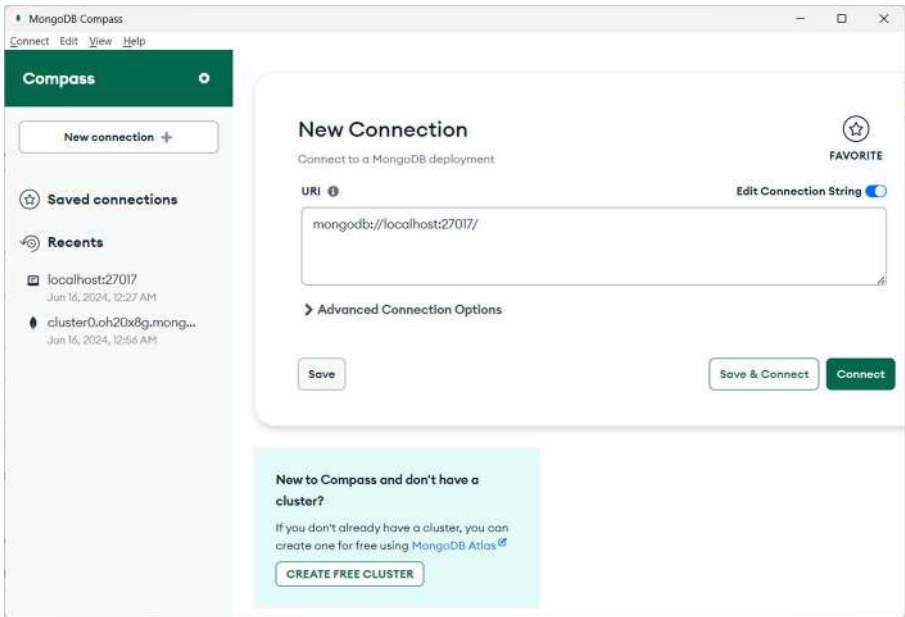 MongoDB Compass
Connect Edit View Help
Compass
New connection +
Saved connections
Recents
localhost:27017
Jun 16, 2024, 12:27 AM
cluster0.oh20x8g.mong...
Jun 16, 2024, 12:56 AM
New Connection
Connect to a MongoDB deployment
FAVORITE
URI
Edit Connection String
mongodb://localhost:27017/
Advanced Connection Options
Save
Save & Connect
Connect
New to Compass and don't have a
cluster?
If you don't already have a cluster, you can
create one for free using MongoDB Atlas
CREATE FREE CLUSTER